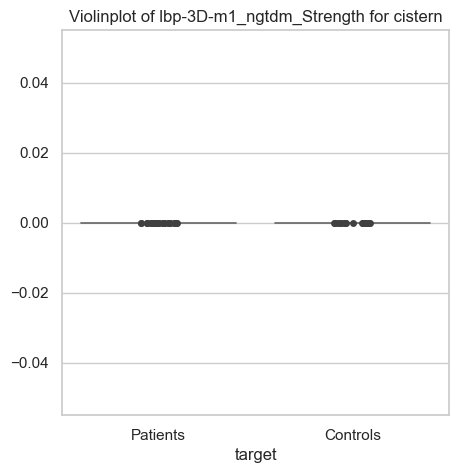 Violinplot of lbp-3D-m1_ngtdm_Strength for cistern
0.04
0.02
0.00
−0.02
−0.04
Patients
Controls
target